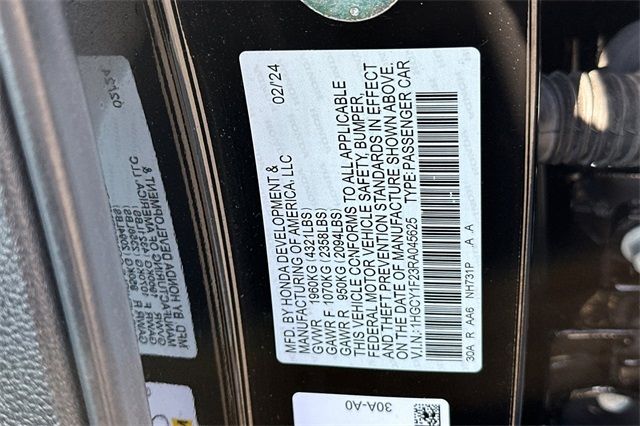 MFD. BY HONDA DEVELOPMENT & 02/24
MANUFACTURING OF AMERICA, LLC
GVWR 1960KG(4321LBS)
GAWR F 1070KG(2358LBS)
GAWR R 950KG(2094LBS)
THIS VEHICLE CONFORMS TO ALL APPLICABLE
FEDERAL MOTOR VEHICLE SAFETY, BUMPER,
AND THEFT PREVENTION STANDARDS IN EFFECT
ON THE DATE OF MANUFACTURE SHOWN ABOVE.
V.I.N.:1HGCY1F23RA045625 TYPE:PASSENGER CAR
30A R AA6 NH731P A A
30A-A0